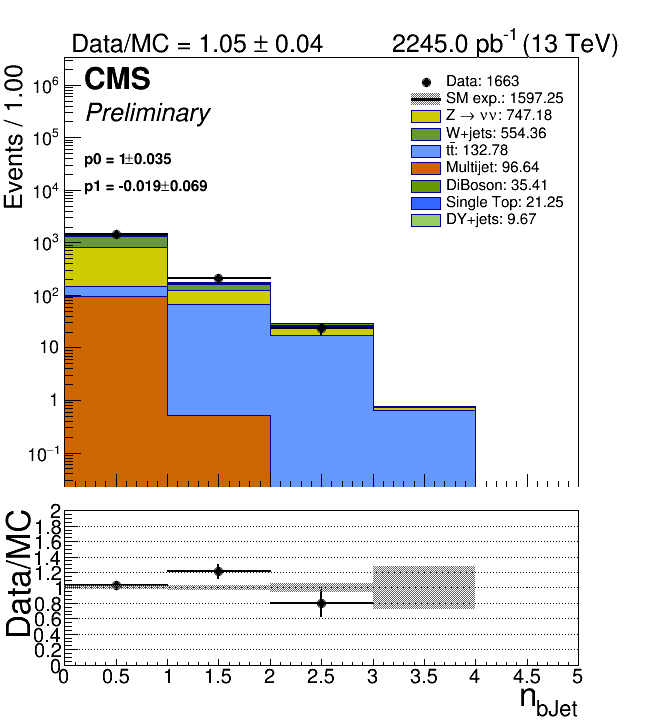 Data/MC = 1.05 ± 0.04 2245.0 pb⁻¹ (13 TeV)
CMS
Preliminary
p0 = 1±0.035
p1 = -0.019±0.069
Data: 1663
SM exp.: 1597.25
Z → νν: 747.18
W+jets: 554.36
tt̄: 132.78
Multijet: 96.64
DiBoson: 35.41
Single Top: 21.25
DY+jets: 9.67
Events / 1.00
10⁶
10⁵
10⁴
10³
10²
10
1
10⁻¹
Data/MC
2
1.8
1.6
1.4
1.2
1
0.8
0.6
0.4
0.2
0
0 0.5 1 1.5 2 2.5 3 3.5 4 4.5 5
n_bJet